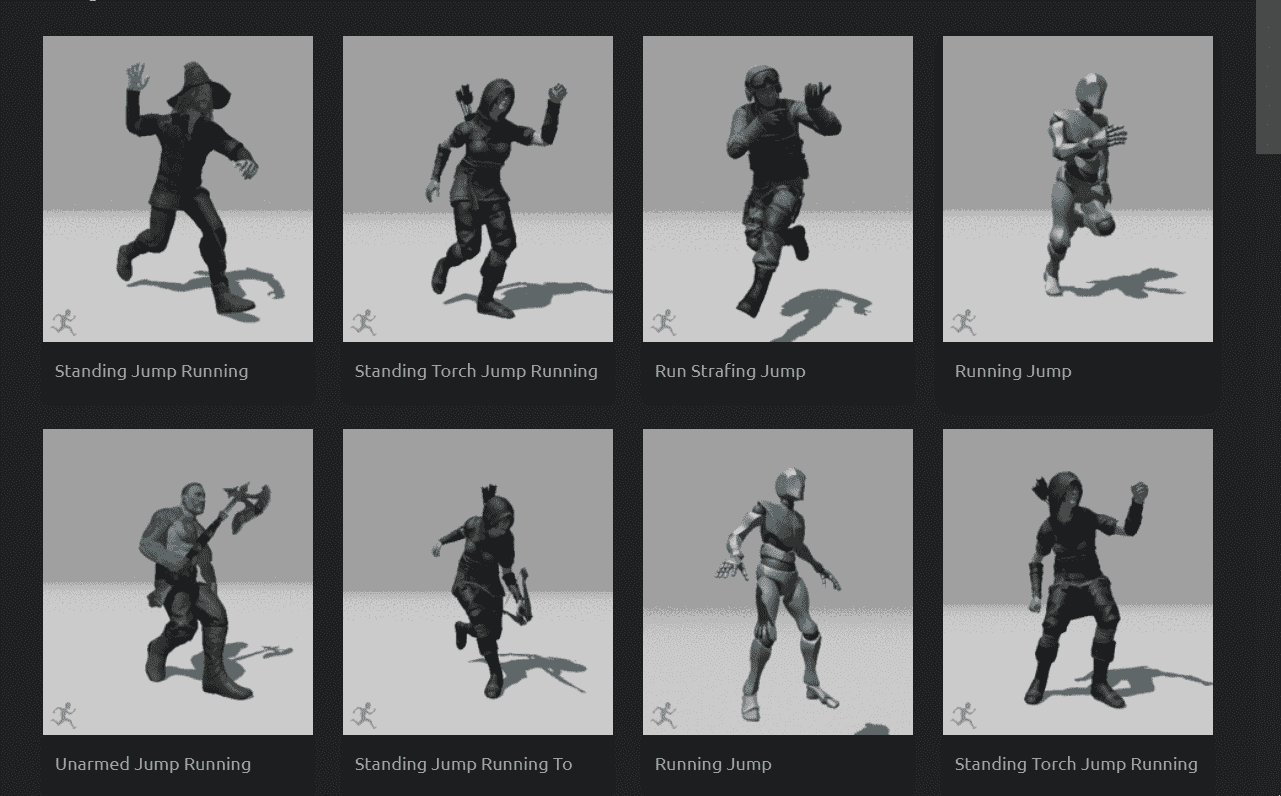 Standing Jump Running
Standing Torch Jump Running
Run Strafing Jump
Running Jump
Unarmed Jump Running
Standing Jump Running To
Running Jump
Standing Torch Jump Running